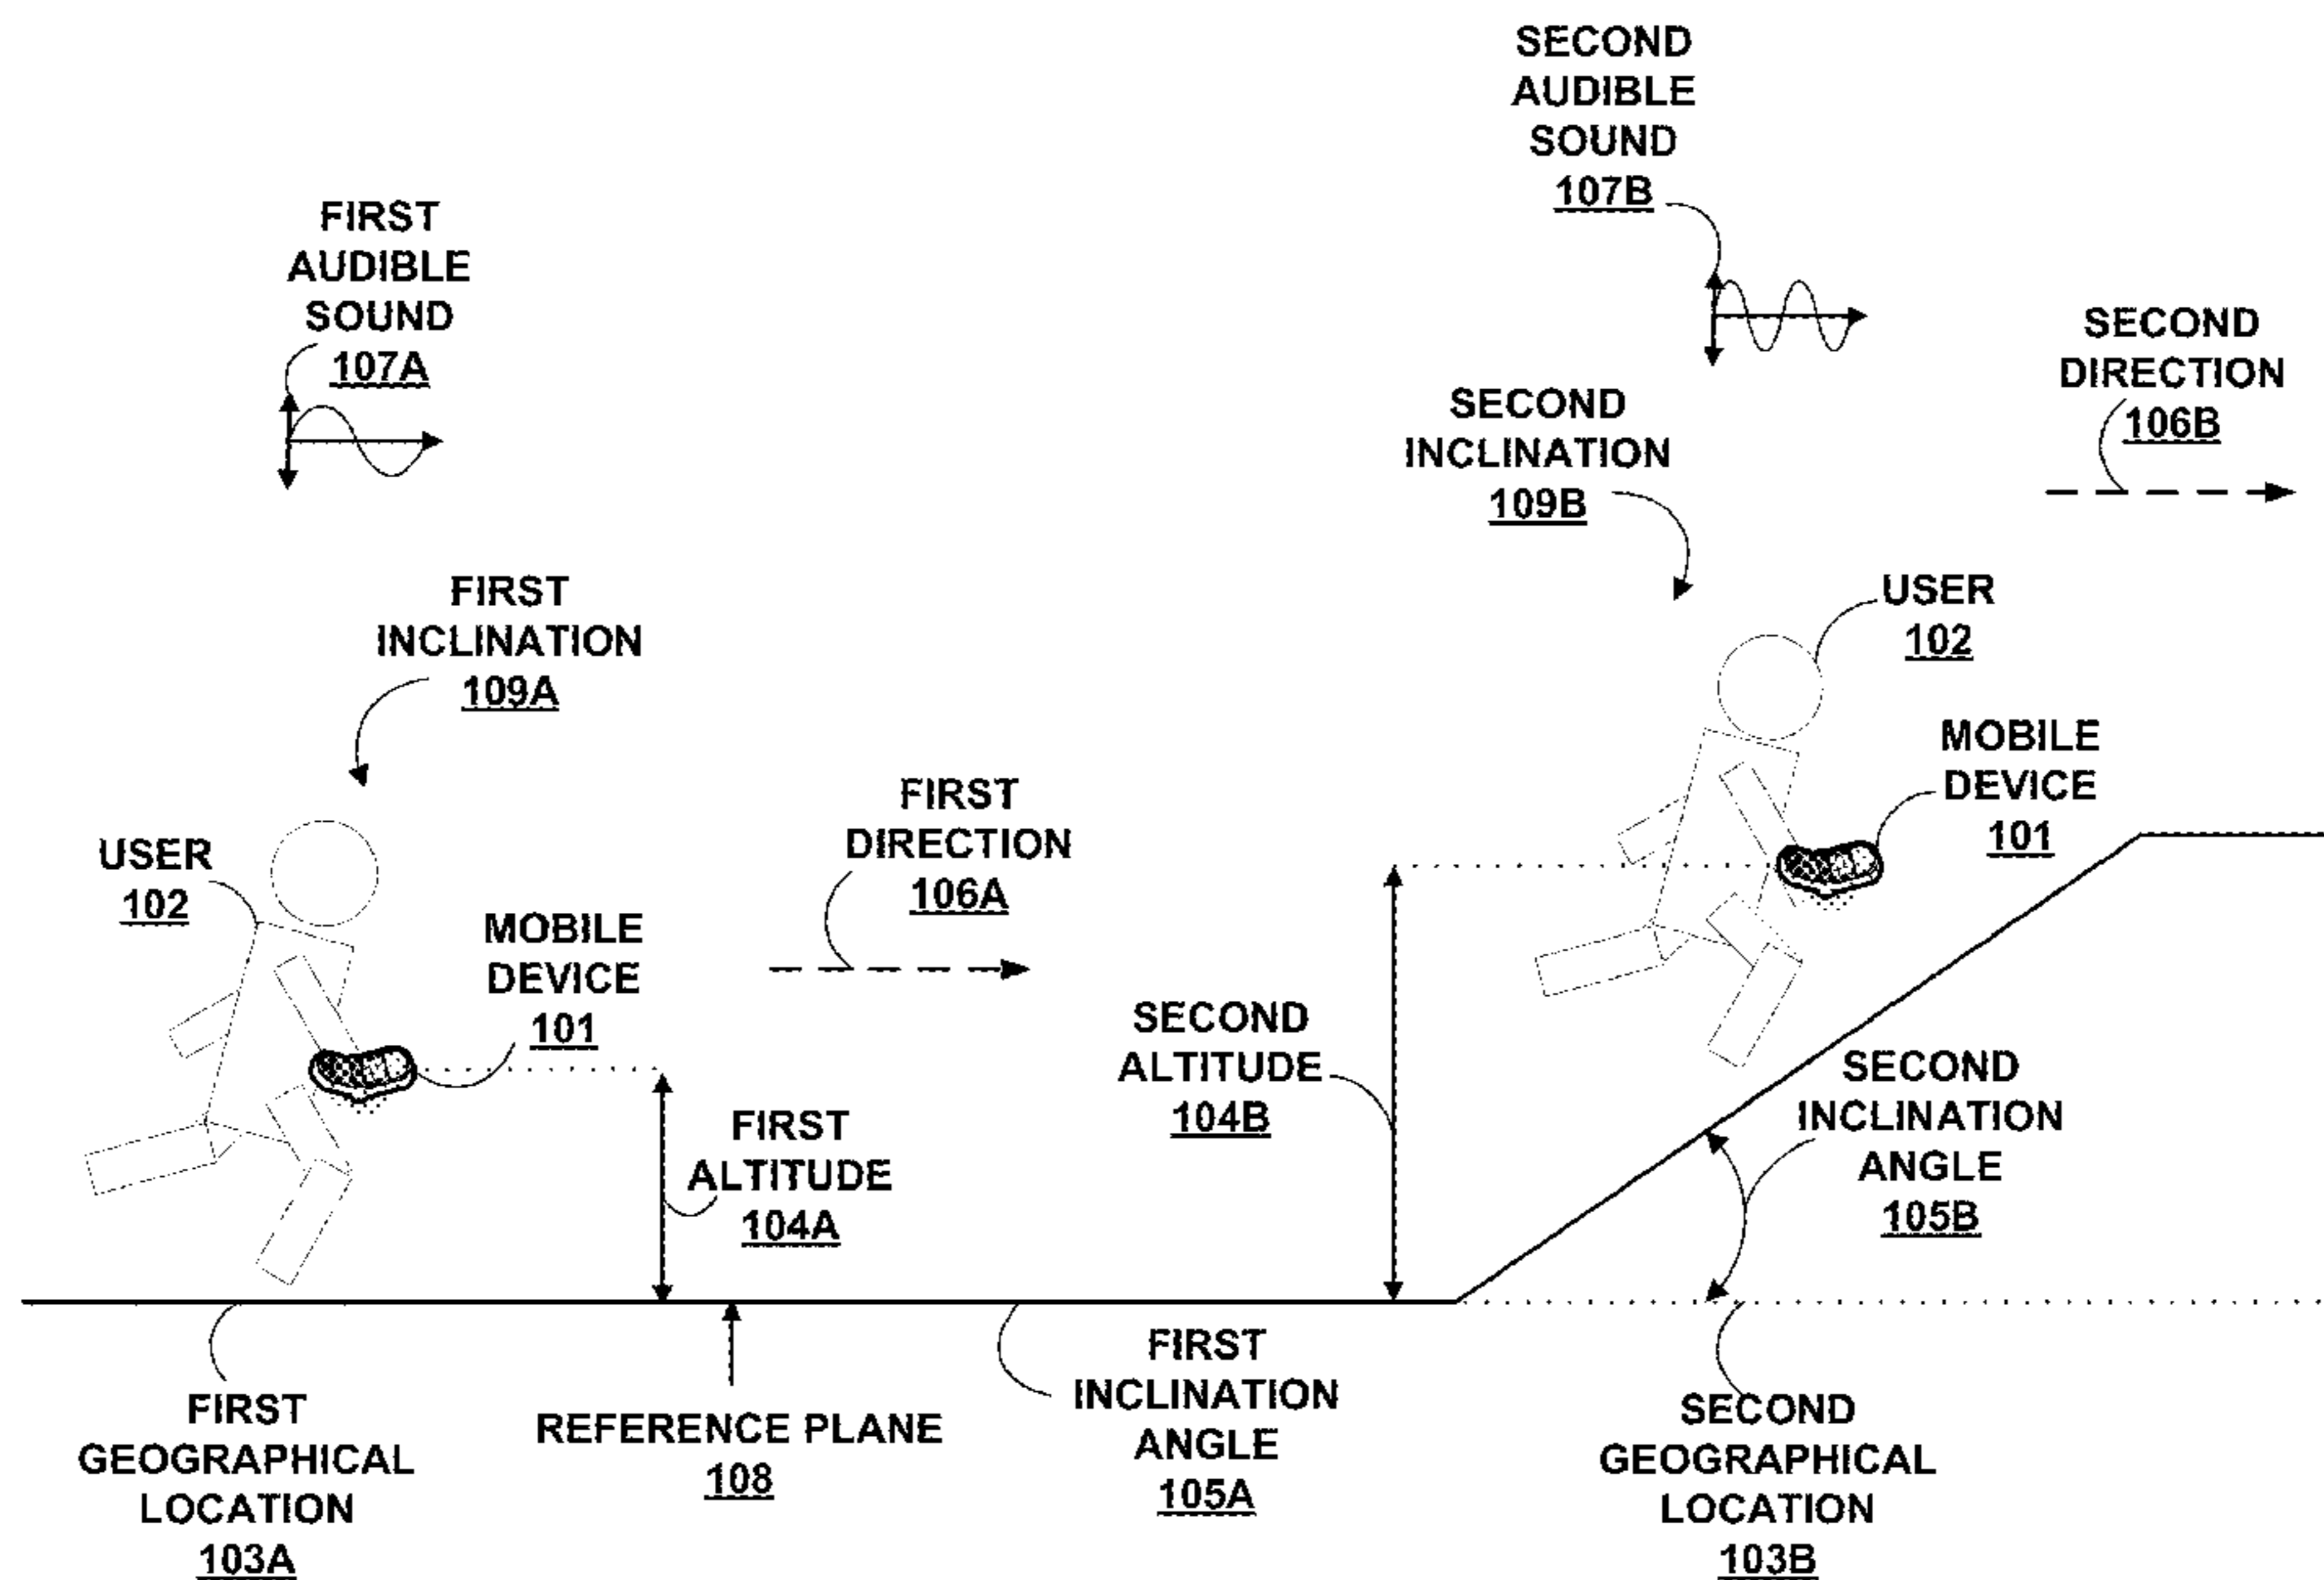 SECOND
AUDIBLE
SOUND
107B
FIRST
AUDIBLE
SOUND
107A
SECOND
DIRECTION
106B
SECOND
INCLINATION
109B
FIRST
INCLINATION
109A
USER
102
MOBILE
DEVICE
101
FIRST
DIRECTION
106A
USER
102
MOBILE
DEVICE
101
SECOND
ALTITUDE
104B
FIRST
ALTITUDE
104A
SECOND
INCLINATION
ANGLE
105B
FIRST
GEOGRAPHICAL
LOCATION
103A
REFERENCE PLANE
108
FIRST
INCLINATION
ANGLE
105A
SECOND
GEOGRAPHICAL
LOCATION
103B